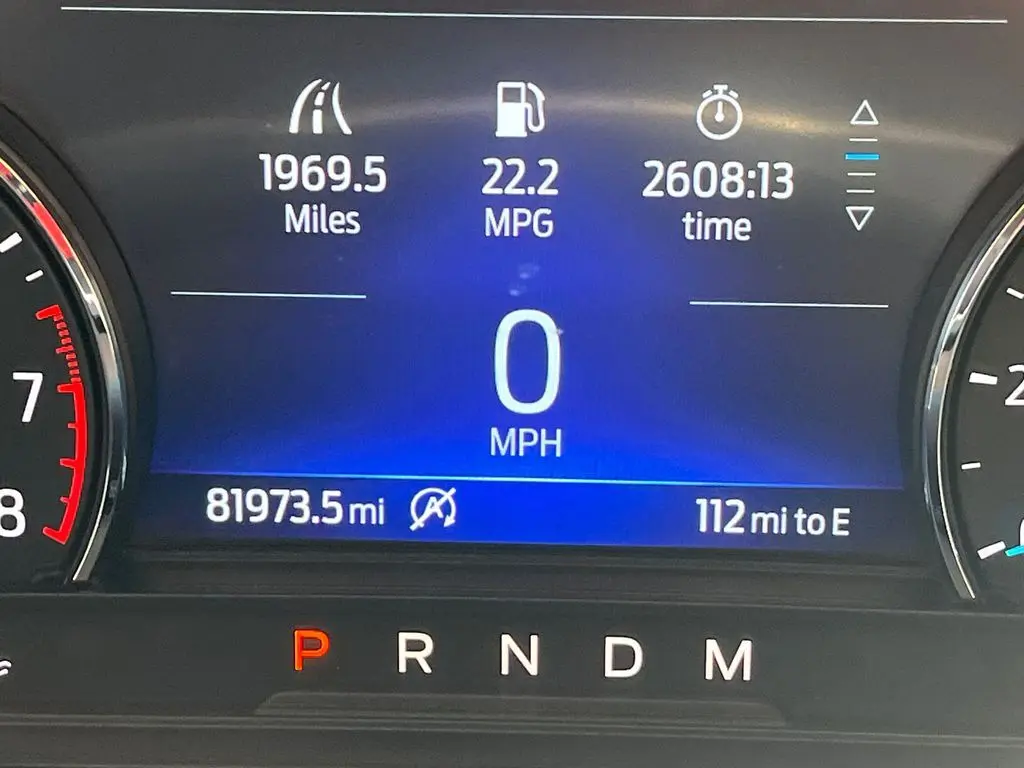 1969.5 22.2 2608:13
Miles MPG time
0
MPH
7
8
2
81973.5 mi A 112 mi to E
P R N D M